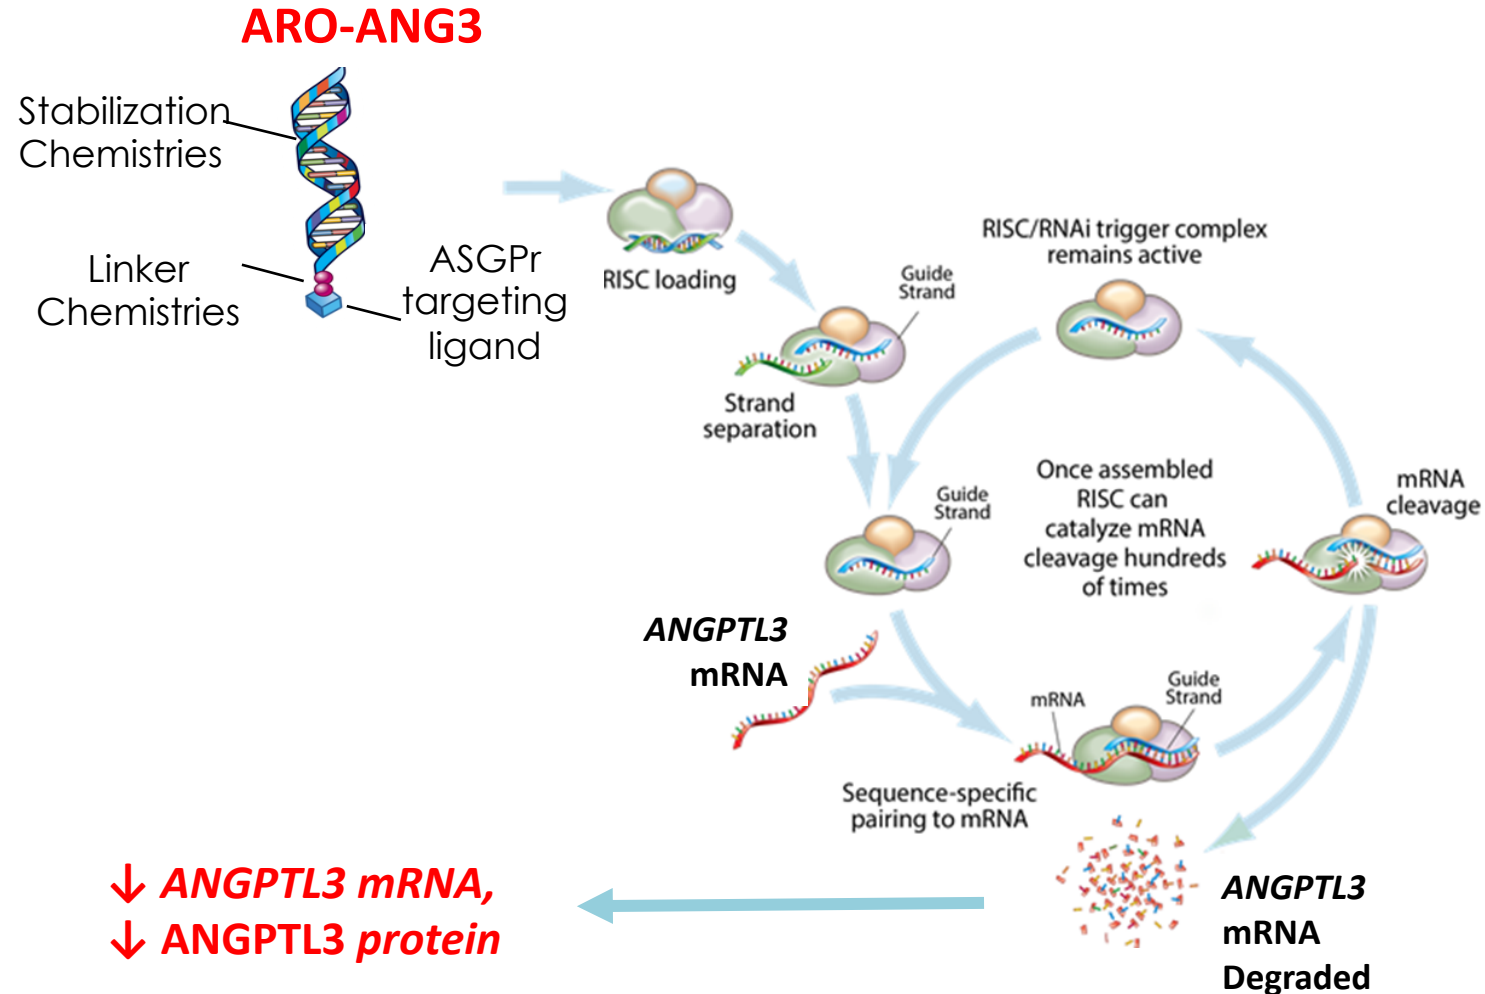 ARO-ANG3
Stabilization
Chemistries
Linker
Chemistries
ASGPr
targeting
ligand
RISC loading
Guide
Strand
Strand
separation
RISC/RNAi trigger complex
remains active
Guide
Strand
Once assembled
RISC can
catalyze mRNA
cleavage hundreds
of times
mRNA
cleavage
ANGPTL3
mRNA
mRNA
Guide
Strand
Sequence-specific
pairing to mRNA
ANGPTL3
mRNA
Degraded
↓ ANGPTL3 mRNA,
↓ ANGPTL3 protein